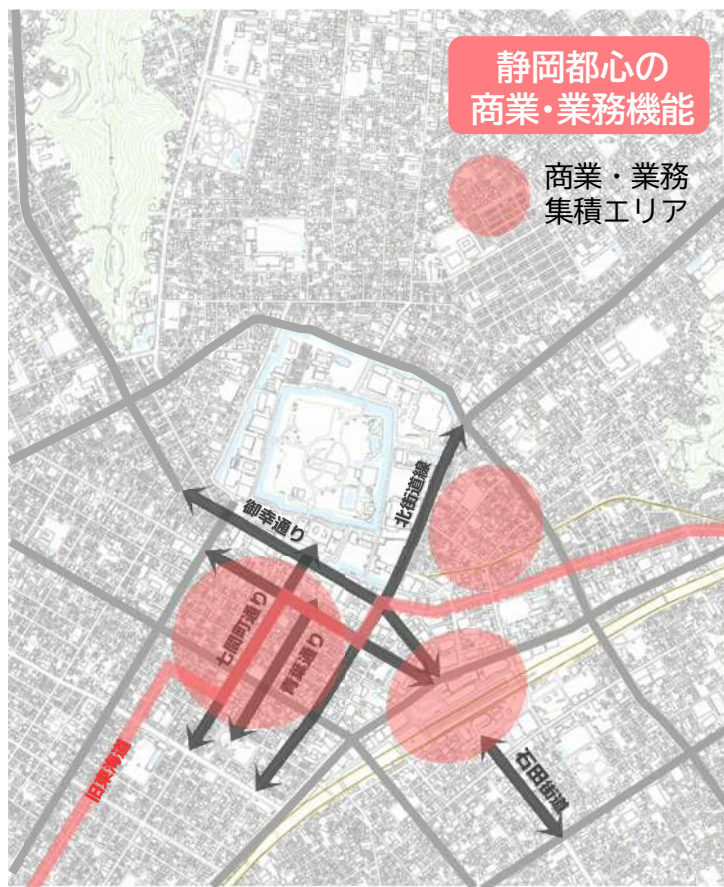 静岡都心の
商業・業務機能
商業・業務
集積エリア
北街道線
御幸通り
七間町通り
青葉通り
石田街道
旧東海道